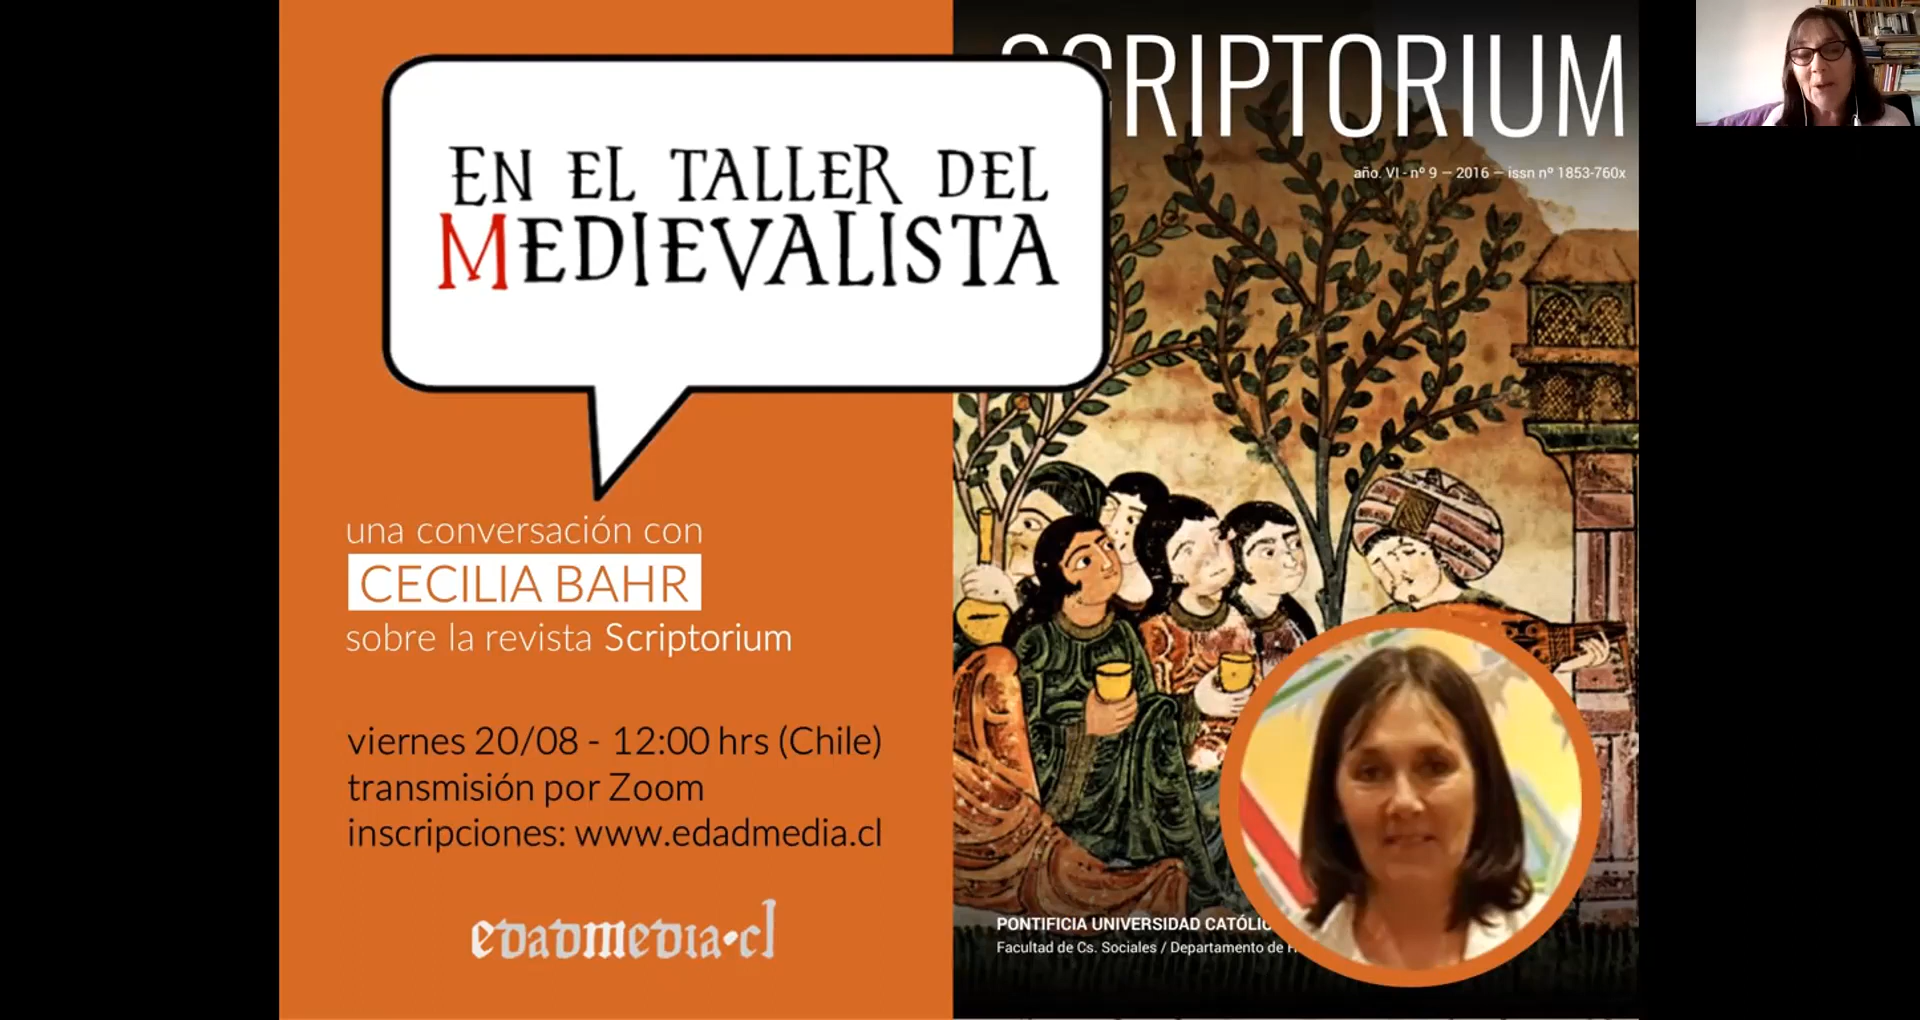 EN EL TALLER DEL
MEDIEVALISTA
una conversación con
CECILIA BAHR
sobre la revista Scriptorium
viernes 20/08 - 12:00 hrs (Chile)
transmisión por Zoom
inscripciones: www.edadmedia.cl
edadmedia.cl
SCRIPTORIUM
año. VI - nº 9 — 2016 — issn nº 1853-760x
PONTIFICIA UNIVERSIDAD
Facultad de Cs. Sociales / Departamento de